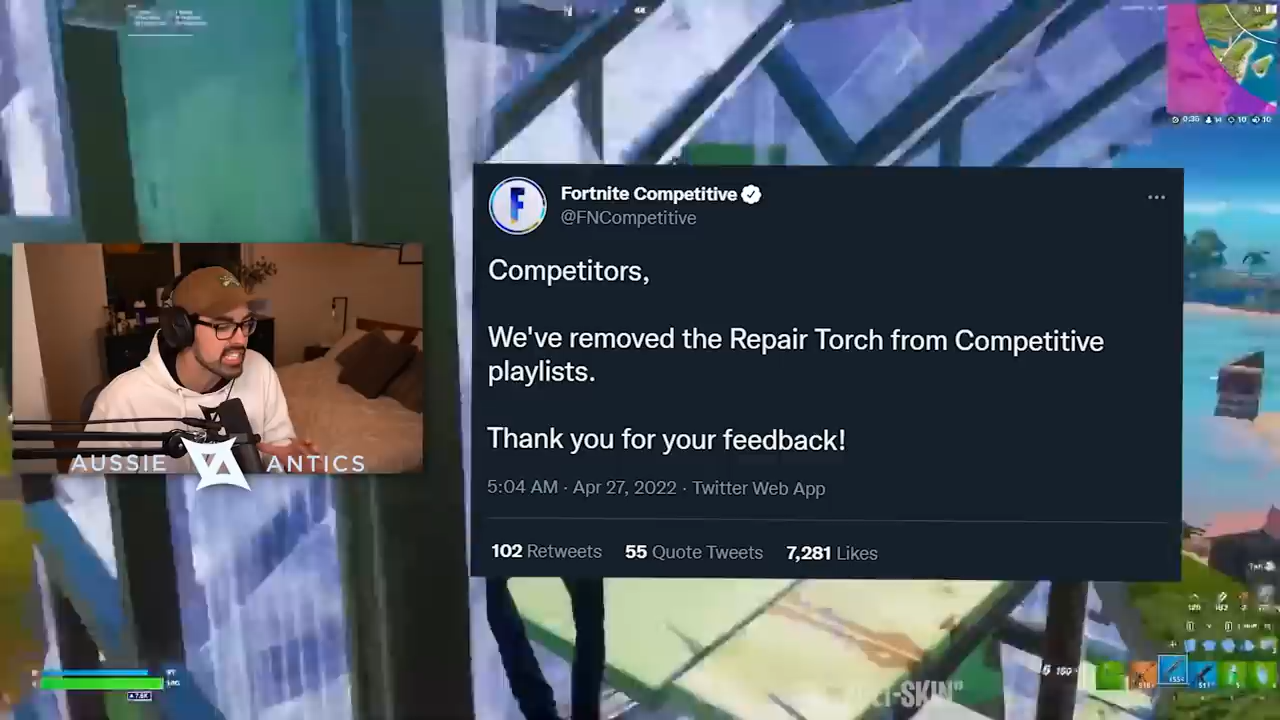 Fortnite Competitive
@FNCompetitive
Competitors,
We've removed the Repair Torch from Competitive
playlists.
Thank you for your feedback!
5:04 AM · Apr 27, 2022 · Twitter Web App
102 Retweets 55 Quote Tweets 7,281 Likes
AUSSIE ANTICS